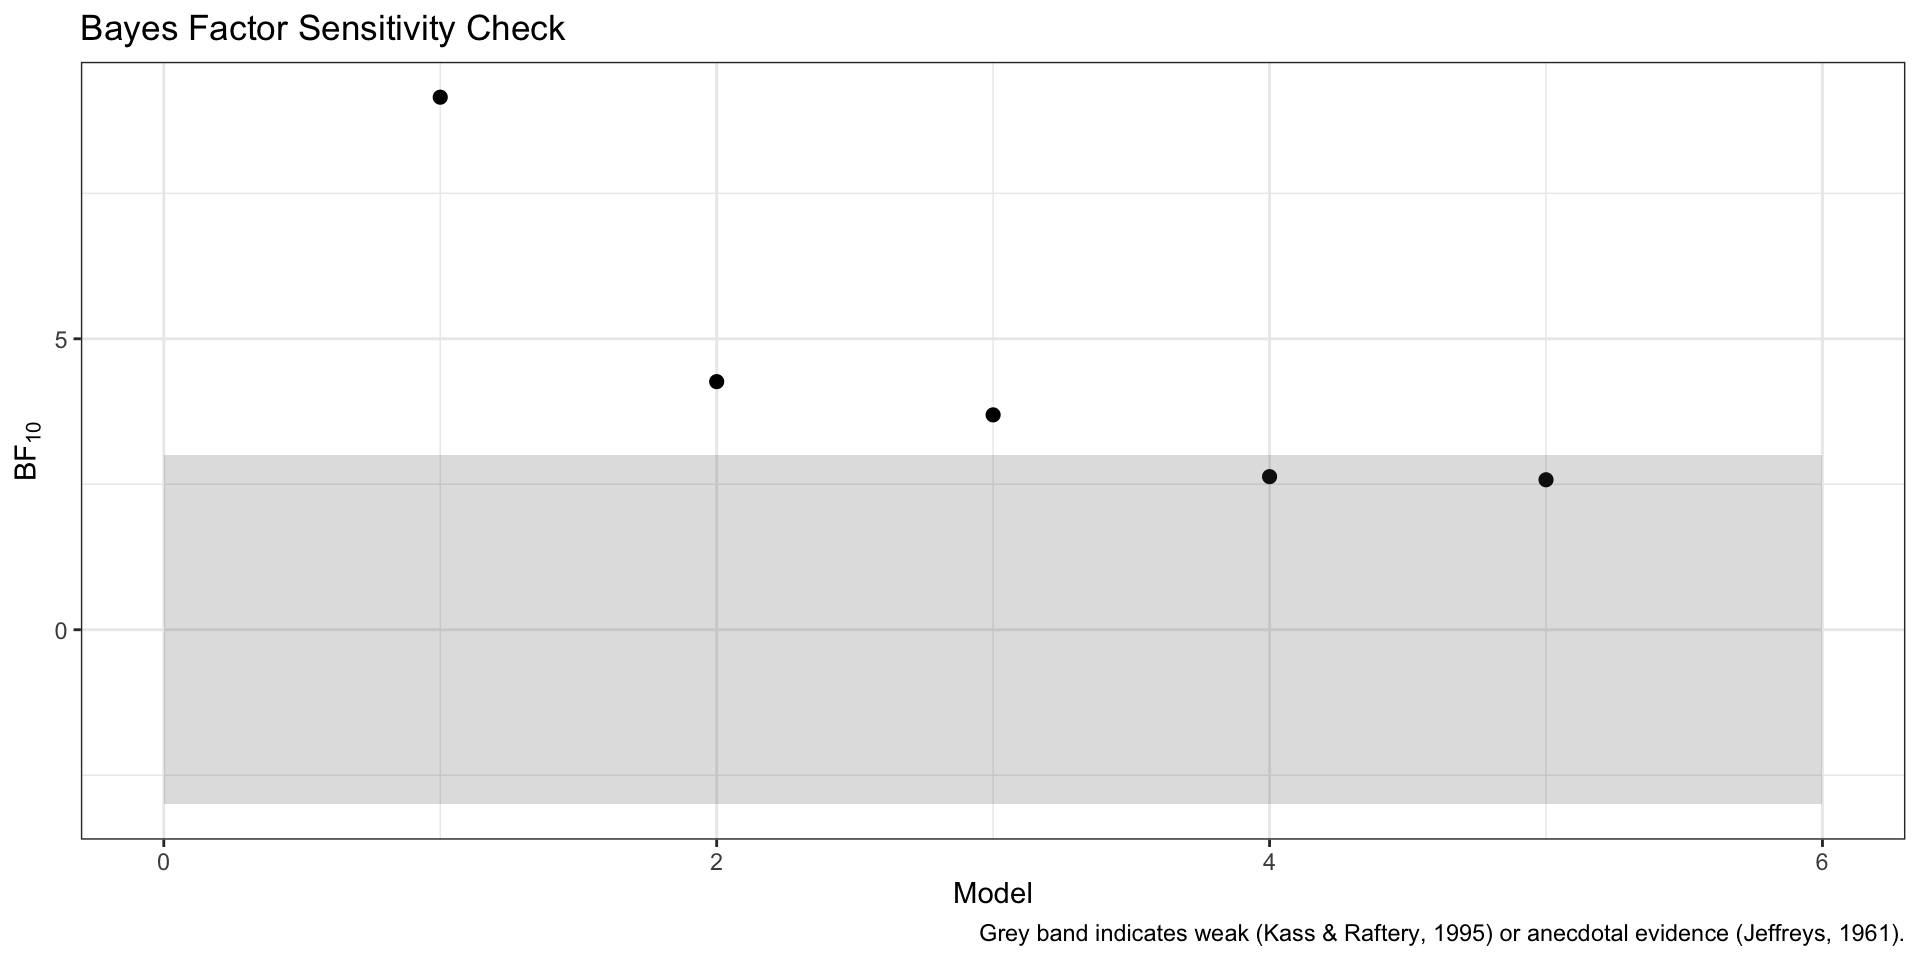 Bayes Factor Sensitivity Check
BF10
5
0
0 2 4 6
Model
Grey band indicates weak (Kass & Raftery, 1995) or anecdotal evidence (Jeffreys, 1961).